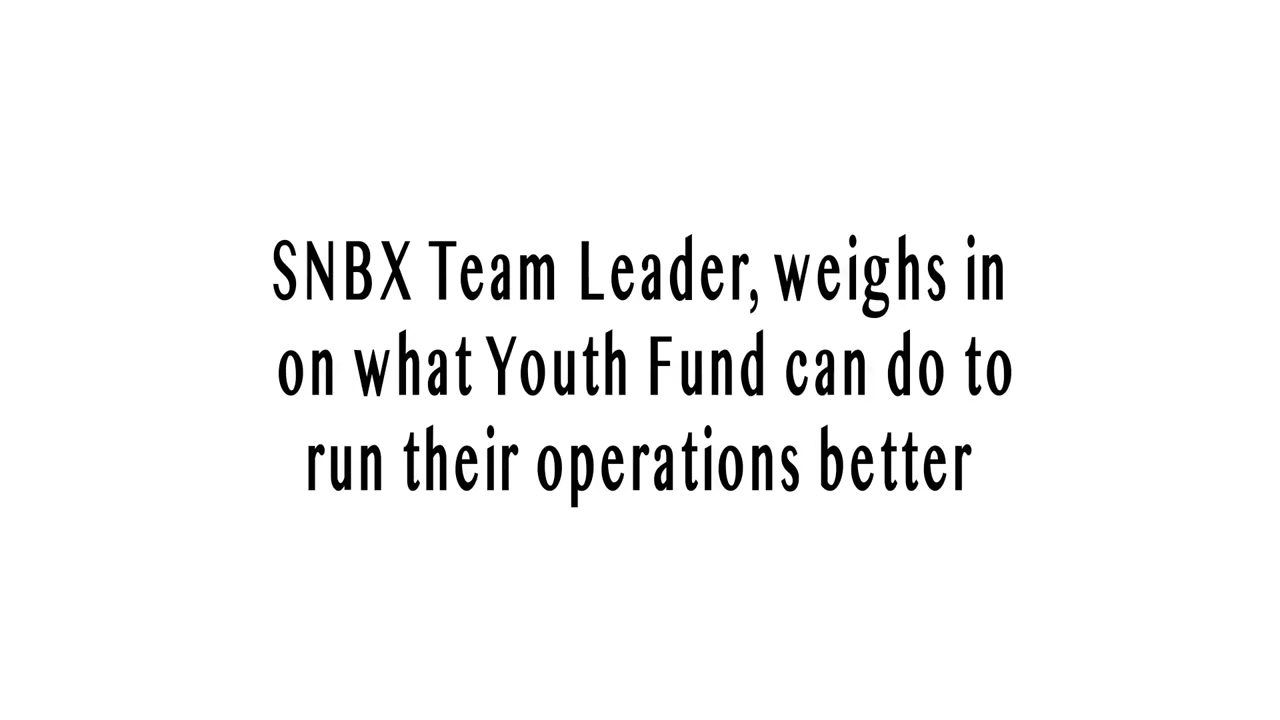 SNBX Team Leader, weighs in
on what Youth Fund can do to
run their operations better